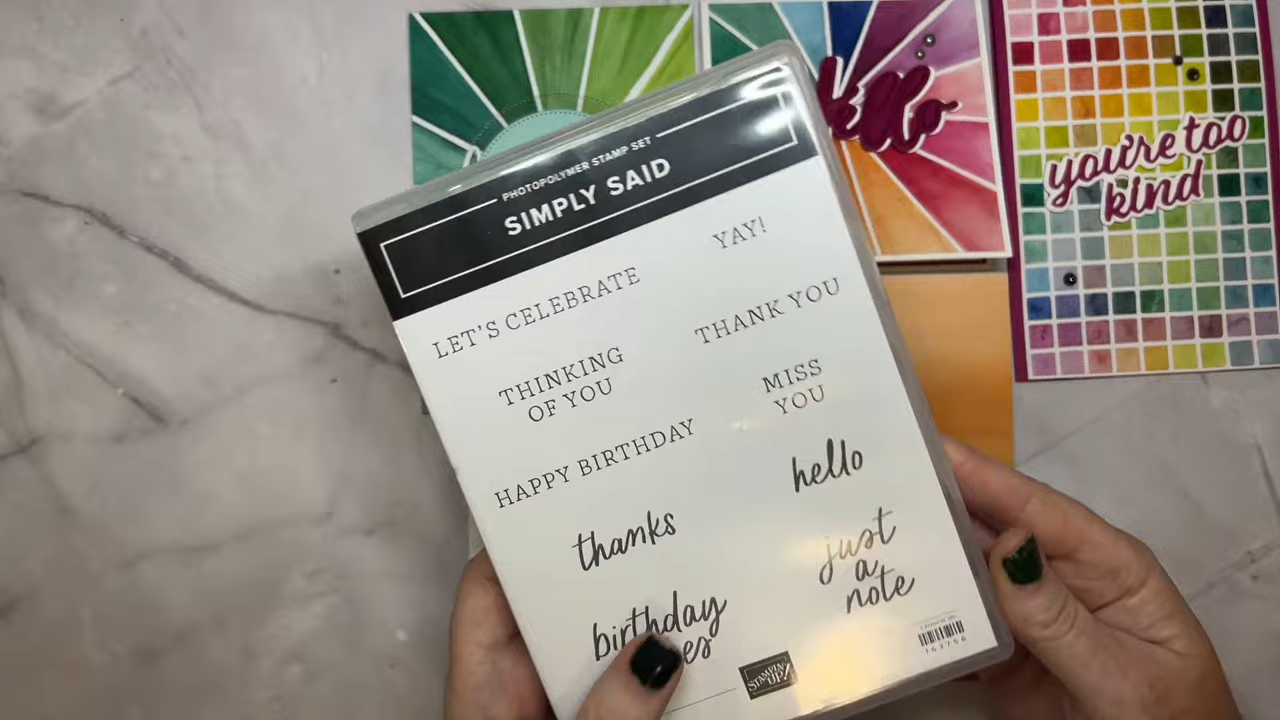 PHOTOPOLYMER STAMP SET
SIMPLY SAID
YAY!
LET'S CELEBRATE
THANK YOU
THINKING
OF YOU
MISS
YOU
HAPPY BIRTHDAY
hello
thanks
just
a
note
birthday
STAMPIN'
UP!
163756
hello
you're too
kind